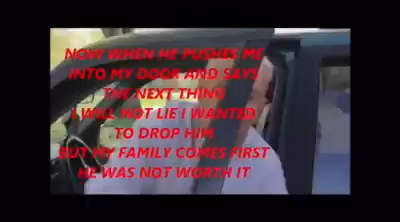 NOW WHEN HE PUSHES ME
INTO MY DOOR AND SAYS
THE NEXT THING
I WILL NOT LIE I WANTED
TO DROP HIM
BUT MY FAMILY COMES FIRST
HE WAS NOT WORTH IT